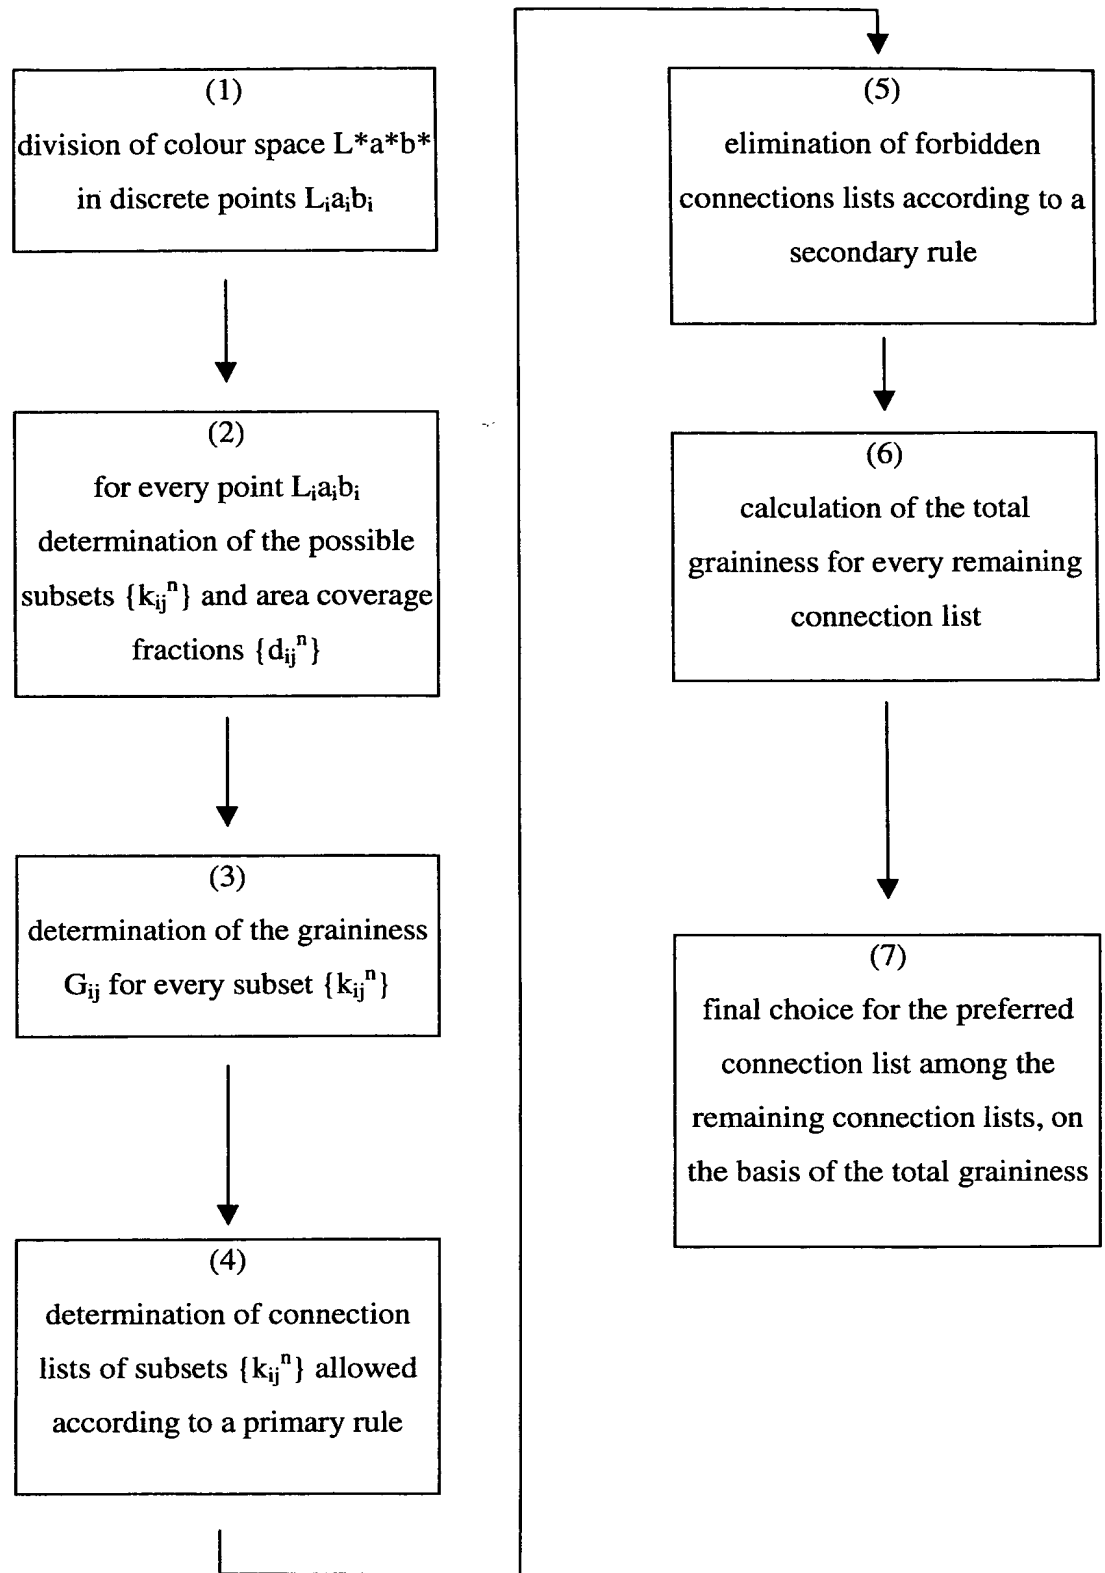 (1)
division of colour space L*a*b*
in discrete points Lᵢaᵢbᵢ
(2)
for every point Lᵢaᵢbᵢ
determination of the possible
subsets {kᵢⱼⁿ} and area coverage
fractions {dᵢⱼⁿ}
(3)
determination of the graininess
Gᵢⱼ for every subset {kᵢⱼⁿ}
(4)
determination of connection
lists of subsets {kᵢⱼⁿ} allowed
according to a primary rule
(5)
elimination of forbidden
connections lists according to a
secondary rule
(6)
calculation of the total
graininess for every remaining
connection list
(7)
final choice for the preferred
connection list among the
remaining connection lists, on
the basis of the total graininess